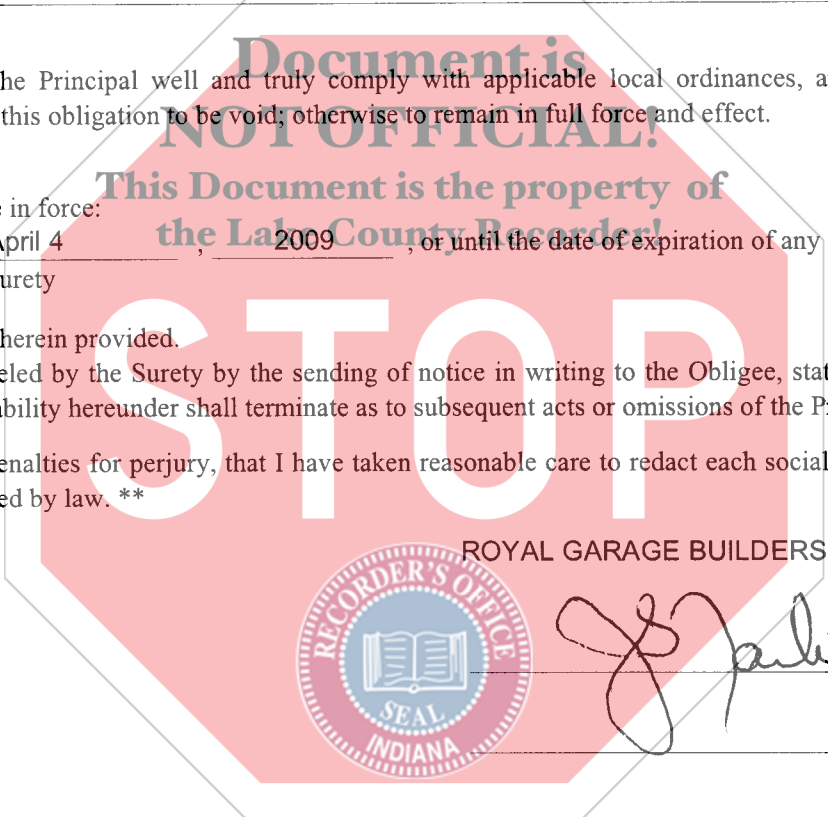 Document is
he Principal well and truly comply with applicable local ordinances, a
this obligation to be void; otherwise to remain in full force and effect.
NOT OFFICIAL!
This Document is the property of
in force:
the Lake County Recorder!
April 4 , 2009 , or until the date of expiration of any
urety
herein provided.
eled by the Surety by the sending of notice in writing to the Obligee, stat
ability hereunder shall terminate as to subsequent acts or omissions of the P
STOP
enalties for perjury, that I have taken reasonable care to redact each social
ed by law. **
ROYAL GARAGE BUILDERS
RECORDER'S OFFICE
SEAL
INDIANA